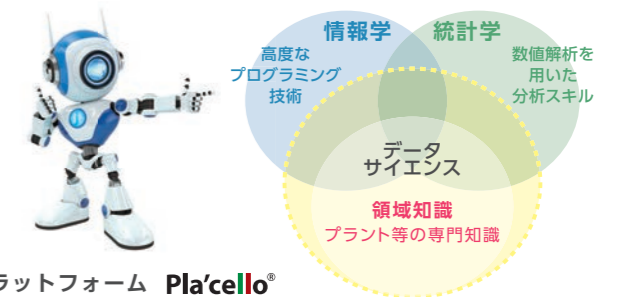 情報学
高度な
プログラミング
技術
統計学
数値解析を
用いた
分析スキル
データ
サイエンス
領域知識
プラント等の専門知識
ラットフォーム Pla'cello®